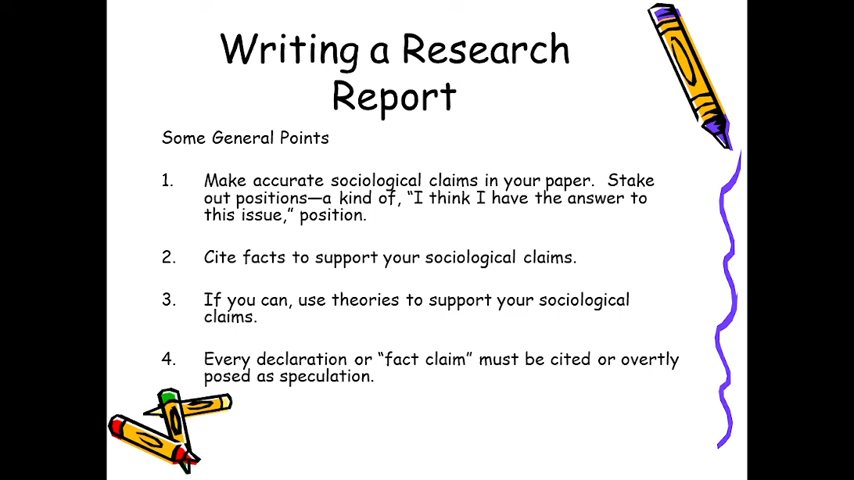 Writing a Research
Report
Some General Points
1. Make accurate sociological claims in your paper. Stake
out positions—a kind of, “I think I have the answer to
this issue,” position.
2. Cite facts to support your sociological claims.
3. If you can, use theories to support your sociological
claims.
4. Every declaration or “fact claim” must be cited or overtly
posed as speculation.